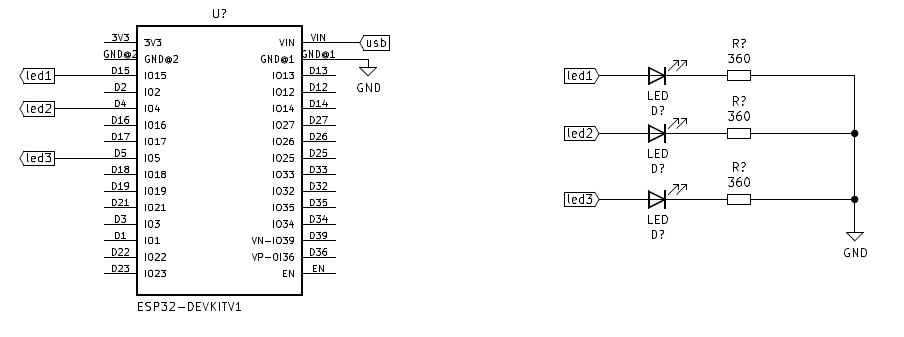 U?
3V3 3V3 VIN VIN usb
GND@2 GND@2 GND@1 GND@1
led1 D15 IO15 IO13 D13
D2 IO2 IO12 D12
GND
led2 D4 IO4 IO14 D14
D16 IO16 IO27 D27
D17 IO17 IO26 D26
led3 D5 IO5 IO25 D25
D18 IO18 IO33 D33
D19 IO19 IO32 D32
D21 IO21 IO35 D35
D3 IO3 IO34 D34
D1 IO1 VN-IO39 D39
D22 IO22 VP-OI36 D36
D23 IO23 EN EN
ESP32-DEVKITV1
R?
360
led1
LED
D?
R?
360
led2
LED
D?
R?
360
led3
LED
D?
GND